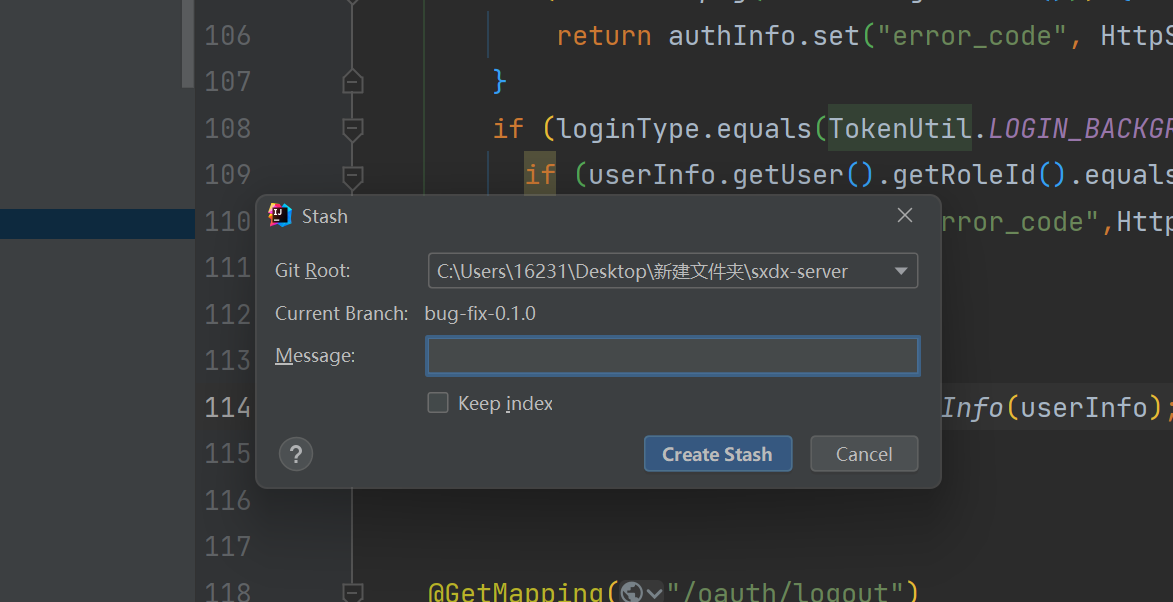 106 return authInfo.set("error_code", HttpS
107 }
108 if (loginType.equals(TokenUtil.LOGIN_BACKGR
109 if (userInfo.getUser().getRoleId().equals
110 rror_code",Http
Stash
111
Git Root: C:\Users\16231\Desktop\新建文件夹\sxdx-server
112
Current Branch: bug-fix-0.1.0
113
Message:
114 Info(userInfo);
Keep index
115
? Create Stash Cancel
116
117
118 @GetMapping("/oauth/logout")